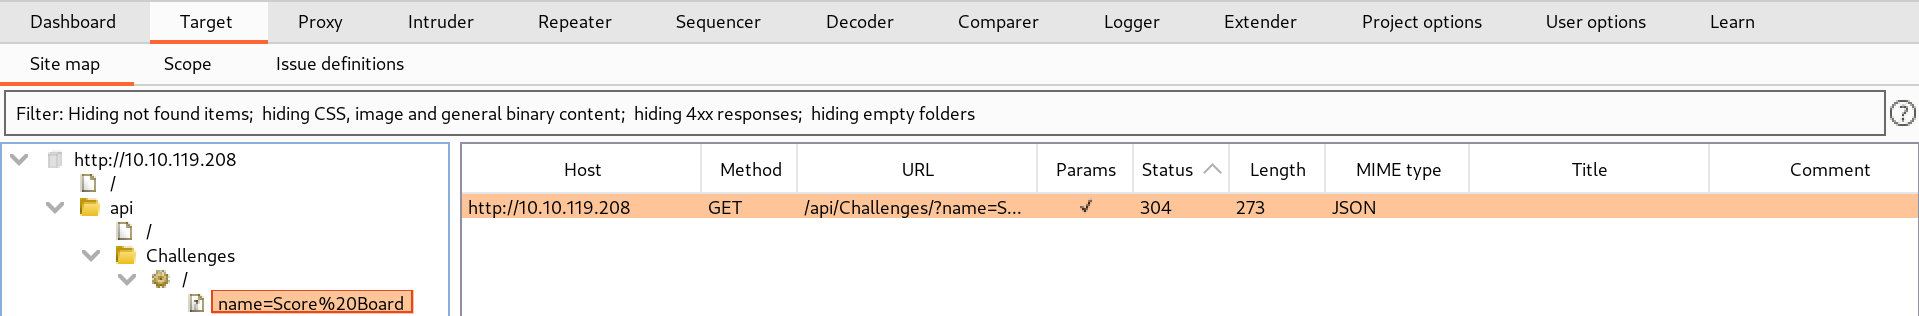 Dashboard Target Proxy Intruder Repeater Sequencer Decoder Comparer Logger Extender Project options User options Learn
Site map Scope Issue definitions
Filter: Hiding not found items; hiding CSS, image and general binary content; hiding 4xx responses; hiding empty folders
?
http://10.10.119.208
/
api
/
Challenges
/
name=Score%20Board
Host Method URL Params Status Length MIME type Title Comment
http://10.10.119.208 GET /api/Challenges/?name=S... ✓ 304 273 JSON